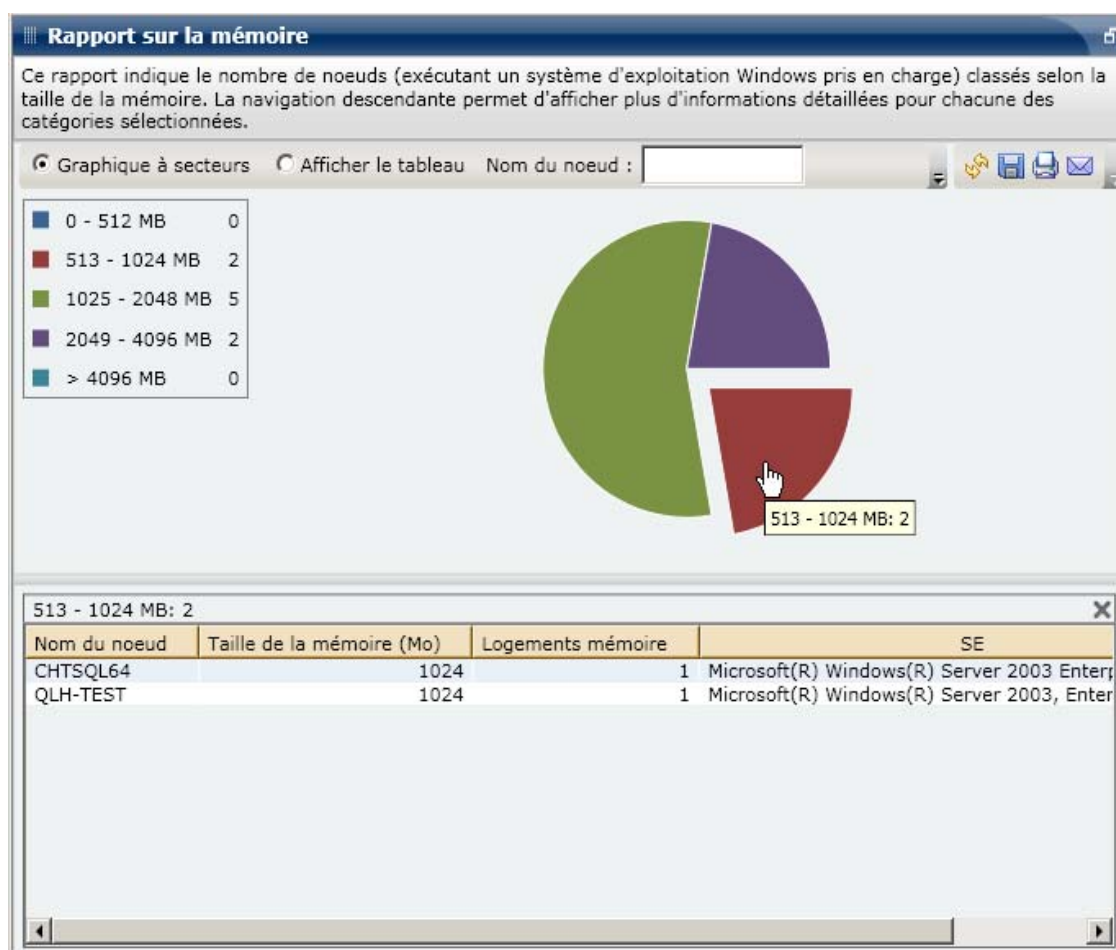 Rapport sur la mémoire
Ce rapport indique le nombre de noeuds (exécutant un système d'exploitation Windows pris en charge) classés selon la
taille de la mémoire. La navigation descendante permet d'afficher plus d'informations détaillées pour chacune des
catégories sélectionnées.
Graphique à secteurs Afficher le tableau Nom du noeud :
0 - 512 MB 0
513 - 1024 MB 2
1025 - 2048 MB 5
2049 - 4096 MB 2
> 4096 MB 0
513 - 1024 MB: 2
513 - 1024 MB: 2
Nom du noeud Taille de la mémoire (Mo) Logements mémoire SE
CHTSQL64 1024 1 Microsoft(R) Windows(R) Server 2003
QLH-TEST 1024 1 Microsoft(R) Windows(R) Server 2003, Enter